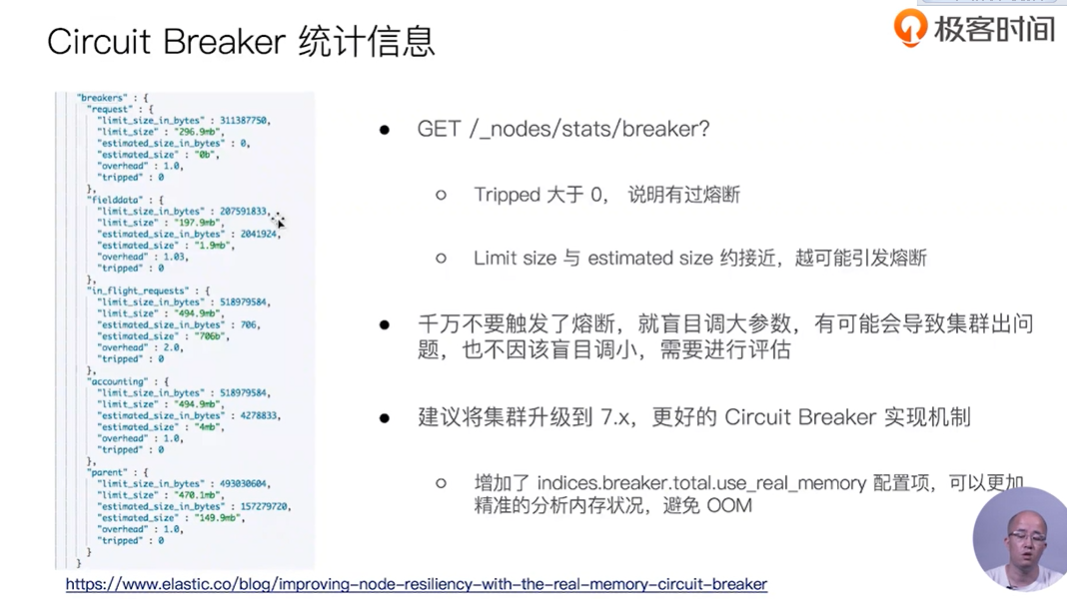 Circuit Breaker 统计信息
极客时间
"breakers" : {
"request" : {
"limit_size_in_bytes" : 311387750,
"limit_size" : "296.9mb",
"estimated_size_in_bytes" : 0,
"estimated_size" : "0b",
"overhead" : 1.0,
"tripped" : 0
},
"fielddata" : {
"limit_size_in_bytes" : 207591833,
"limit_size" : "197.9mb",
"estimated_size_in_bytes" : 2041924,
"estimated_size" : "1.9mb",
"overhead" : 1.03,
"tripped" : 0
},
"in_flight_requests" : {
"limit_size_in_bytes" : 518979584,
"limit_size" : "494.9mb",
"estimated_size_in_bytes" : 706,
"estimated_size" : "706b",
"overhead" : 2.0,
"tripped" : 0
},
"accounting" : {
"limit_size_in_bytes" : 518979584,
"limit_size" : "494.9mb",
"estimated_size_in_bytes" : 4278833,
"estimated_size" : "4mb",
"overhead" : 1.0,
"tripped" : 0
},
"parent" : {
"limit_size_in_bytes" : 493030604,
"limit_size" : "470.1mb",
"estimated_size_in_bytes" : 157279720,
"estimated_size" : "149.9mb",
"overhead" : 1.0,
"tripped" : 0
}
}
● GET /_nodes/stats/breaker?
○ Tripped 大于 0， 说明有过熔断
○ Limit size 与 estimated size 约接近，越可能引发熔断
● 千万不要触发了熔断，就盲目调大参数，有可能会导致集群出问
题，也不因该盲目调小，需要进行评估
● 建议将集群升级到 7.x，更好的 Circuit Breaker 实现机制
○ 增加了 indices.breaker.total.use_real_memory 配置项，可以更加
精准的分析内存状况，避免 OOM
https://www.elastic.co/blog/improving-node-resiliency-with-the-real-memory-circuit-breaker